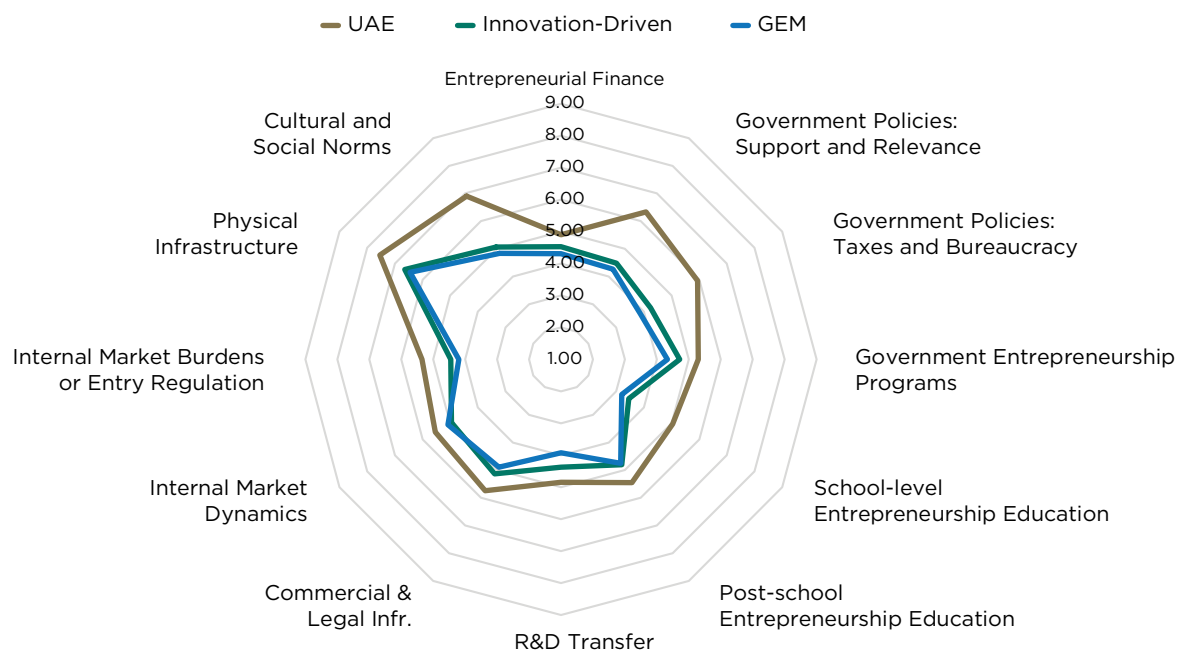 UAE
Innovation-Driven
GEM
Entrepreneurial Finance
9.00
8.00
7.00
6.00
5.00
4.00
3.00
2.00
1.00
Government Policies:
Support and Relevance
Government Policies:
Taxes and Bureaucracy
Government Entrepreneurship
Programs
School-level
Entrepreneurship Education
Post-school
Entrepreneurship Education
R&D Transfer
Commercial &
Legal Infr.
Internal Market
Dynamics
Internal Market Burdens
or Entry Regulation
Physical
Infrastructure
Cultural and
Social Norms